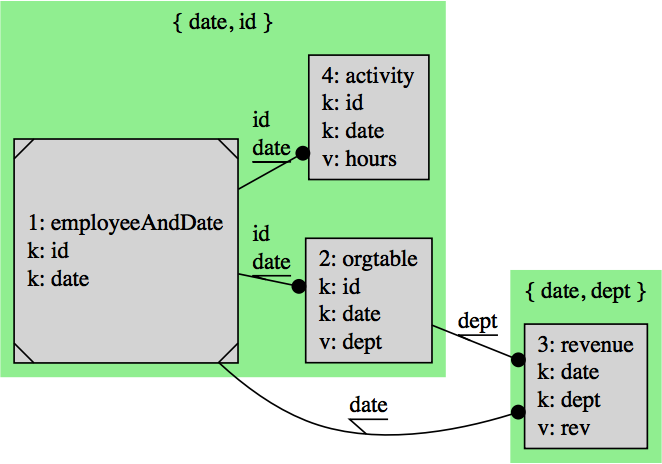 { date, id }
4: activity
k: id
k: date
v: hours
id
date
1: employeeAndDate
k: id
k: date
id
date
2: orgtable
k: id
k: date
v: dept
dept
{ date, dept }
3: revenue
k: date
k: dept
v: rev
date